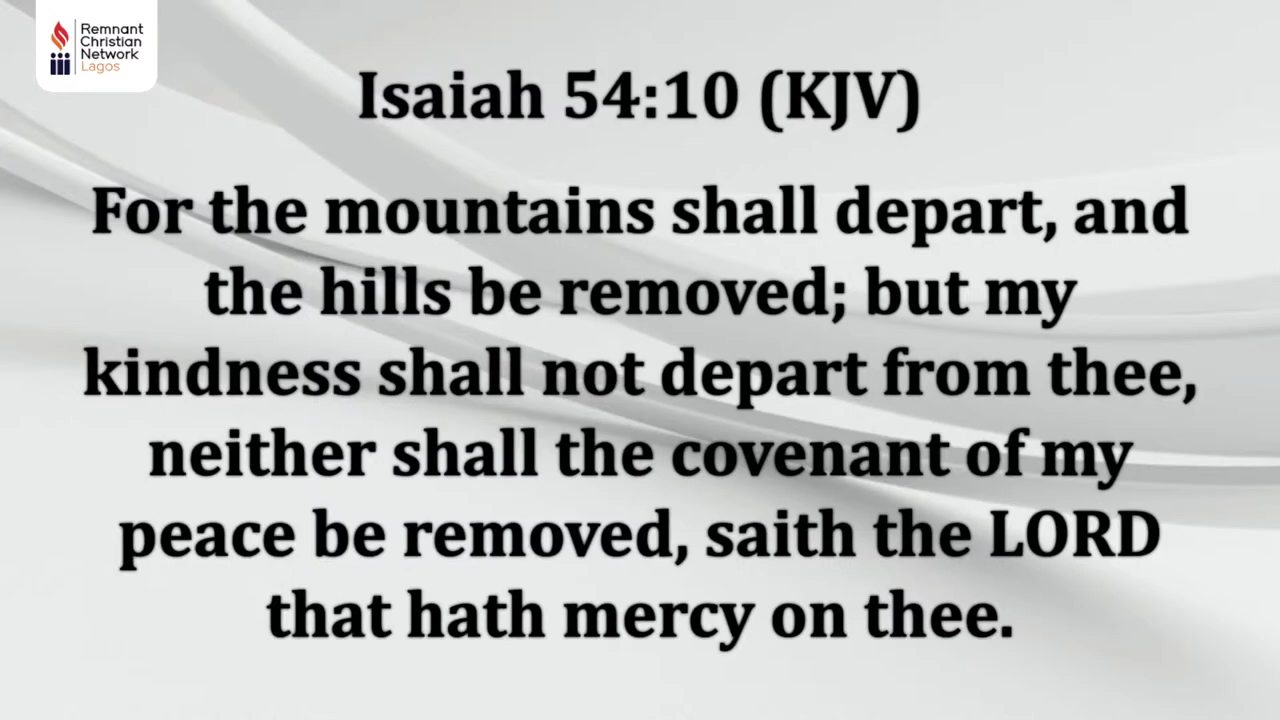 Remnant
Christian
Network
Lagos
Isaiah 54:10 (KJV)
For the mountains shall depart, and
the hills be removed; but my
kindness shall not depart from thee,
neither shall the covenant of my
peace be removed, saith the LORD
that hath mercy on thee.